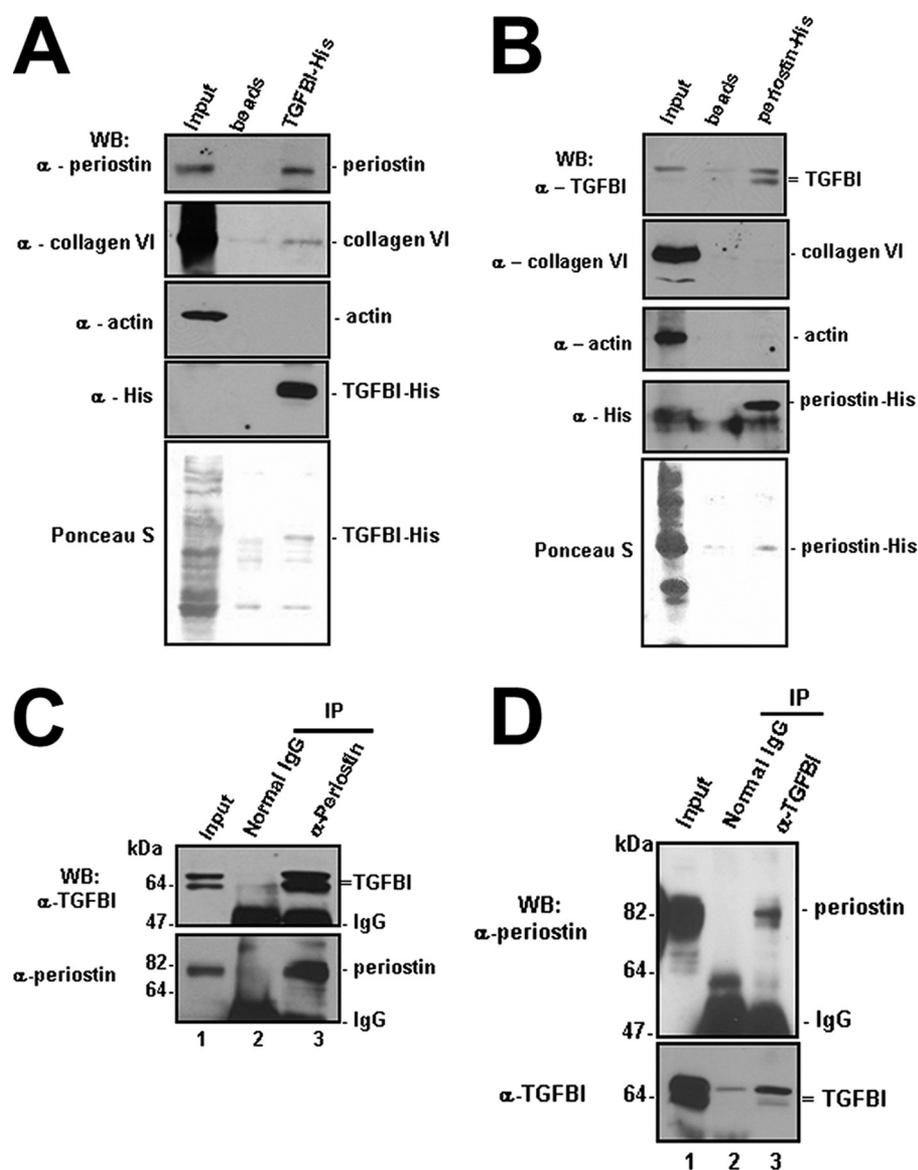 A
Input
beads
TGFBI-His
WB:
α - periostin
- periostin
α - collagen VI
- collagen VI
α - actin
- actin
α - His
- TGFBI-His
Ponceau S
- TGFBI-His
B
Input
beads
periostin-His
WB:
α – TGFBI
= TGFBI
α – collagen VI
- collagen VI
α – actin
- actin
α - His
- periostin-His
Ponceau S
- periostin-His
C
IP
Input
Normal IgG
α-Periostin
kDa
WB:
α-TGFBI
64-
=TGFBI
47-
- IgG
α-periostin
82-
- periostin
64-
- IgG
1 2 3
D
IP
Input
Normal IgG
α-TGFBI
kDa
WB:
α-periostin
82-
- periostin
64-
- IgG
47-
α-TGFBI
64-
= TGFBI
1 2 3